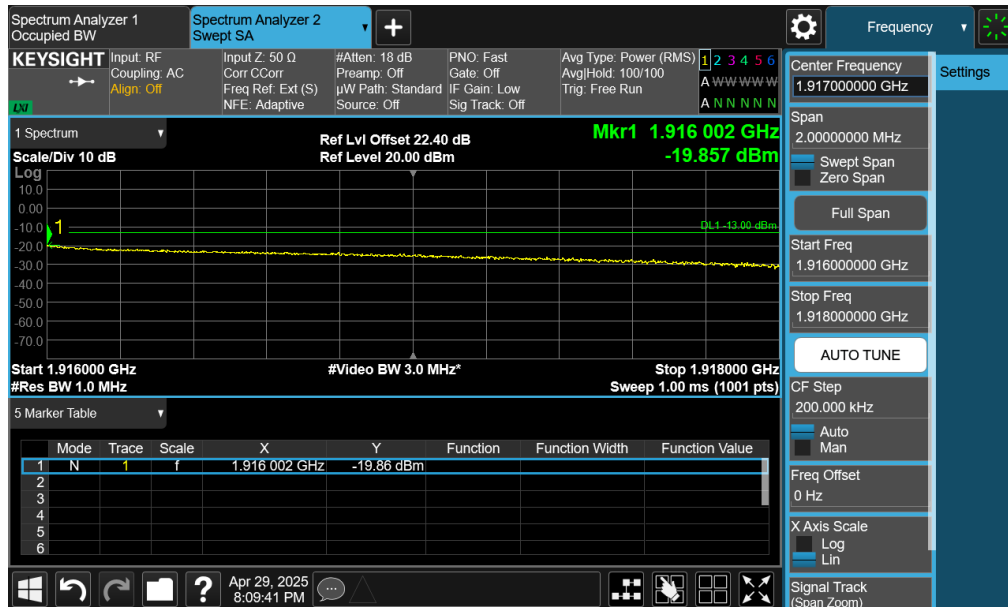 Spectrum Analyzer 1
Occupied BW
Spectrum Analyzer 2
Swept SA
Frequency
KEYSIGHT
LXI
Input: RF
Coupling: AC
Align: Off
Input Z: 50 Ω
Corr CCorr
Freq Ref: Ext (S)
NFE: Adaptive
#Atten: 18 dB
Preamp: Off
µW Path: Standard
Source: Off
PNO: Fast
Gate: Off
IF Gain: Low
Sig Track: Off
Avg Type: Power (RMS)
Avg|Hold: 100/100
Trig: Free Run
1 2 3 4 5 6
A W W W W W
A N N N N N
1 Spectrum
Scale/Div 10 dB
Ref Lvl Offset 22.40 dB
Ref Level 20.00 dBm
Mkr1 1.916 002 GHz
-19.857 dBm
Log
10.0
0.00
-10.0
-20.0
-30.0
-40.0
-50.0
-60.0
-70.0
1
DL1 -13.00 dBm
Start 1.916000 GHz
#Res BW 1.0 MHz
#Video BW 3.0 MHz*
Stop 1.918000 GHz
Sweep 1.00 ms (1001 pts)
5 Marker Table
Mode Trace Scale X Y Function Function Width Function Value
1 N 1 f 1.916 002 GHz -19.86 dBm
2
3
4
5
6
Apr 29, 2025
8:09:41 PM
Settings
Center Frequency
1.917000000 GHz
Span
2.00000000 MHz
Swept Span
Zero Span
Full Span
Start Freq
1.916000000 GHz
Stop Freq
1.918000000 GHz
AUTO TUNE
CF Step
200.000 kHz
Auto
Man
Freq Offset
0 Hz
X Axis Scale
Log
Lin
Signal Track
(Span Zoom)